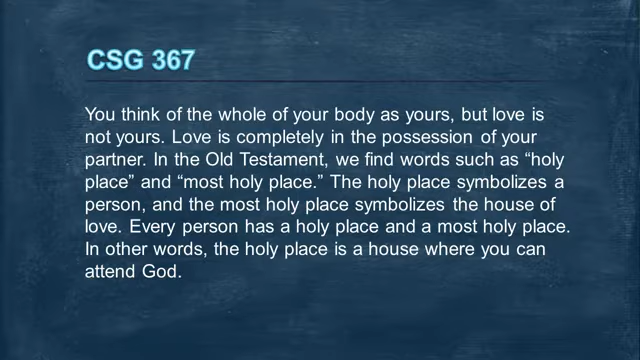 CSG 367
You think of the whole of your body as yours, but love is
not yours. Love is completely in the possession of your
partner. In the Old Testament, we find words such as “holy
place” and “most holy place.” The holy place symbolizes a
person, and the most holy place symbolizes the house of
love. Every person has a holy place and a most holy place.
In other words, the holy place is a house where you can
attend God.